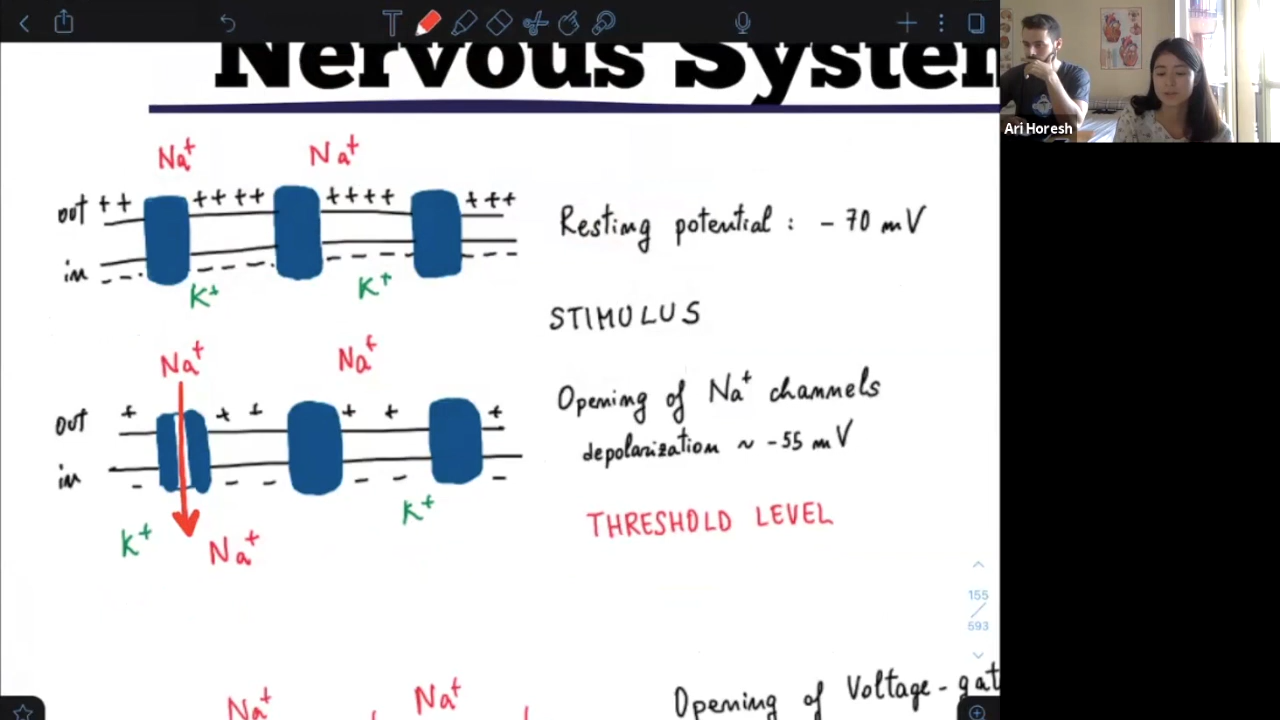 Nervous System
Ari Horesh
Na+ Na+
out ++ ++++ ++++ +++
Resting potential : - 70 mV
in
K+ K+
STIMULUS
Na+ Na+
Opening of Na+ channels
out + + + + + +
depolarization ~ -55 mV
in - - - - - -
K+ Na+ K+
THRESHOLD LEVEL
155
593
Na+ Na+
Opening of Voltage-gat